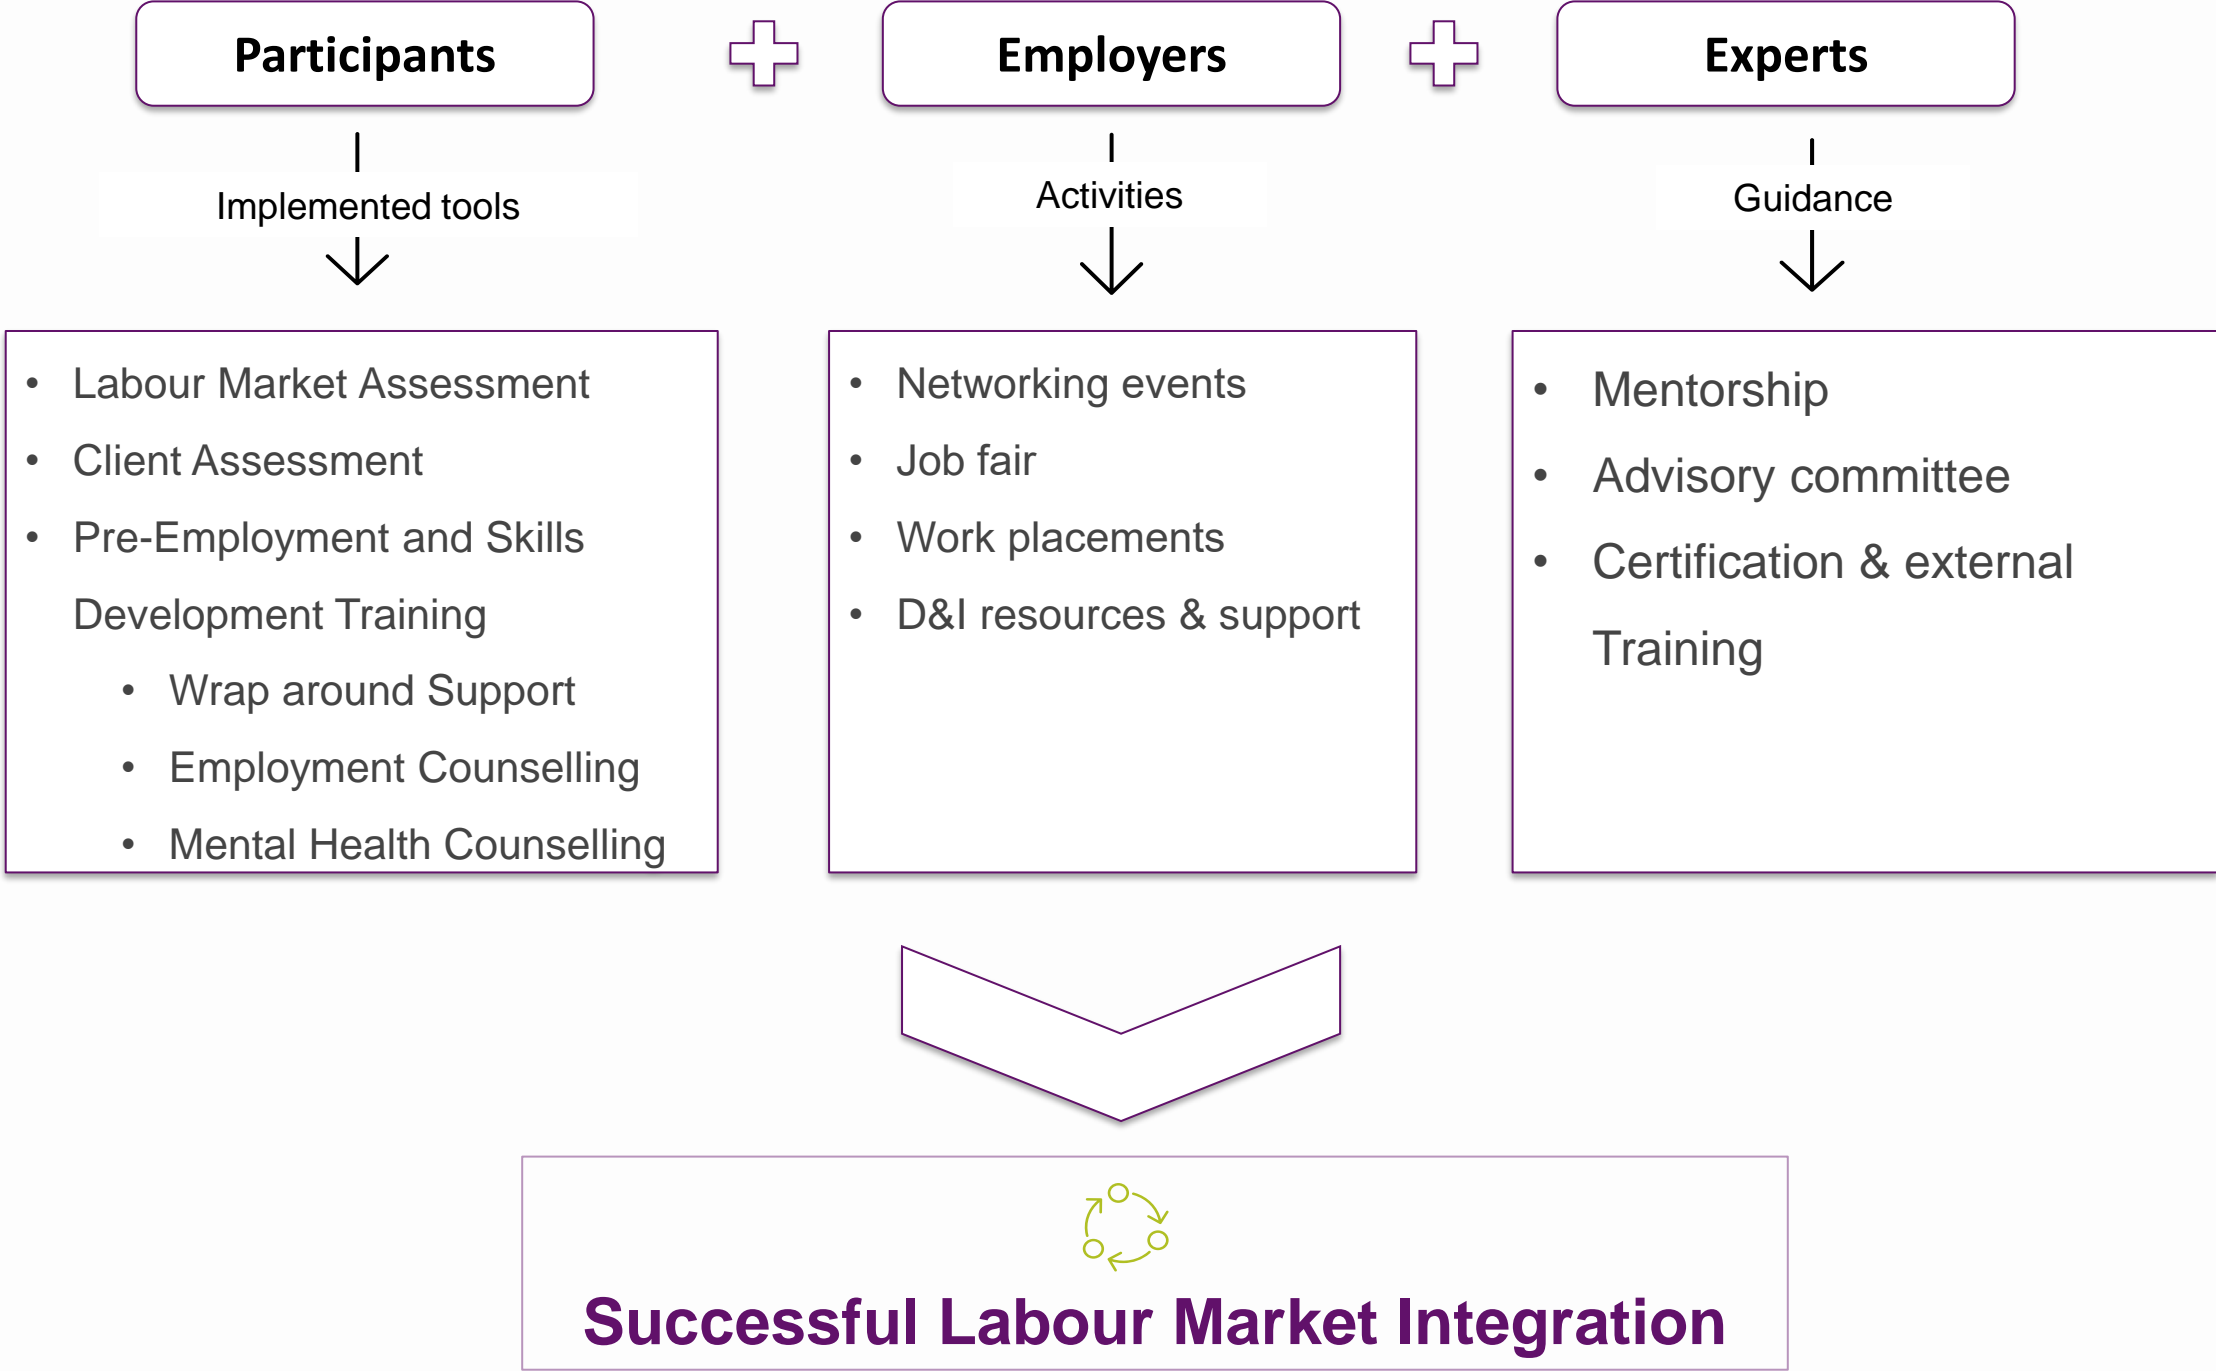 Participants
Employers
Experts
Implemented tools
Activities
Guidance
• Labour Market Assessment
• Client Assessment
• Pre-Employment and Skills
Development Training
• Wrap around Support
• Employment Counselling
• Mental Health Counselling
• Networking events
• Job fair
• Work placements
• D&I resources & support
• Mentorship
• Advisory committee
• Certification & external
Training
Successful Labour Market Integration